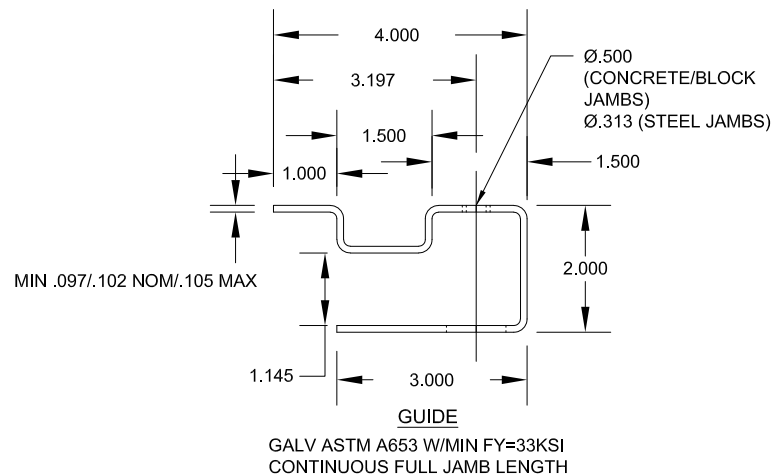 4.000
Ø.500
(CONCRETE/BLOCK
JAMBS)
Ø.313 (STEEL JAMBS)
3.197
1.500
1.500
1.000
MIN .097/.102 NOM/.105 MAX
2.000
1.145
3.000
GUIDE
GALV ASTM A653 W/MIN FY=33KSI
CONTINUOUS FULL JAMB LENGTH